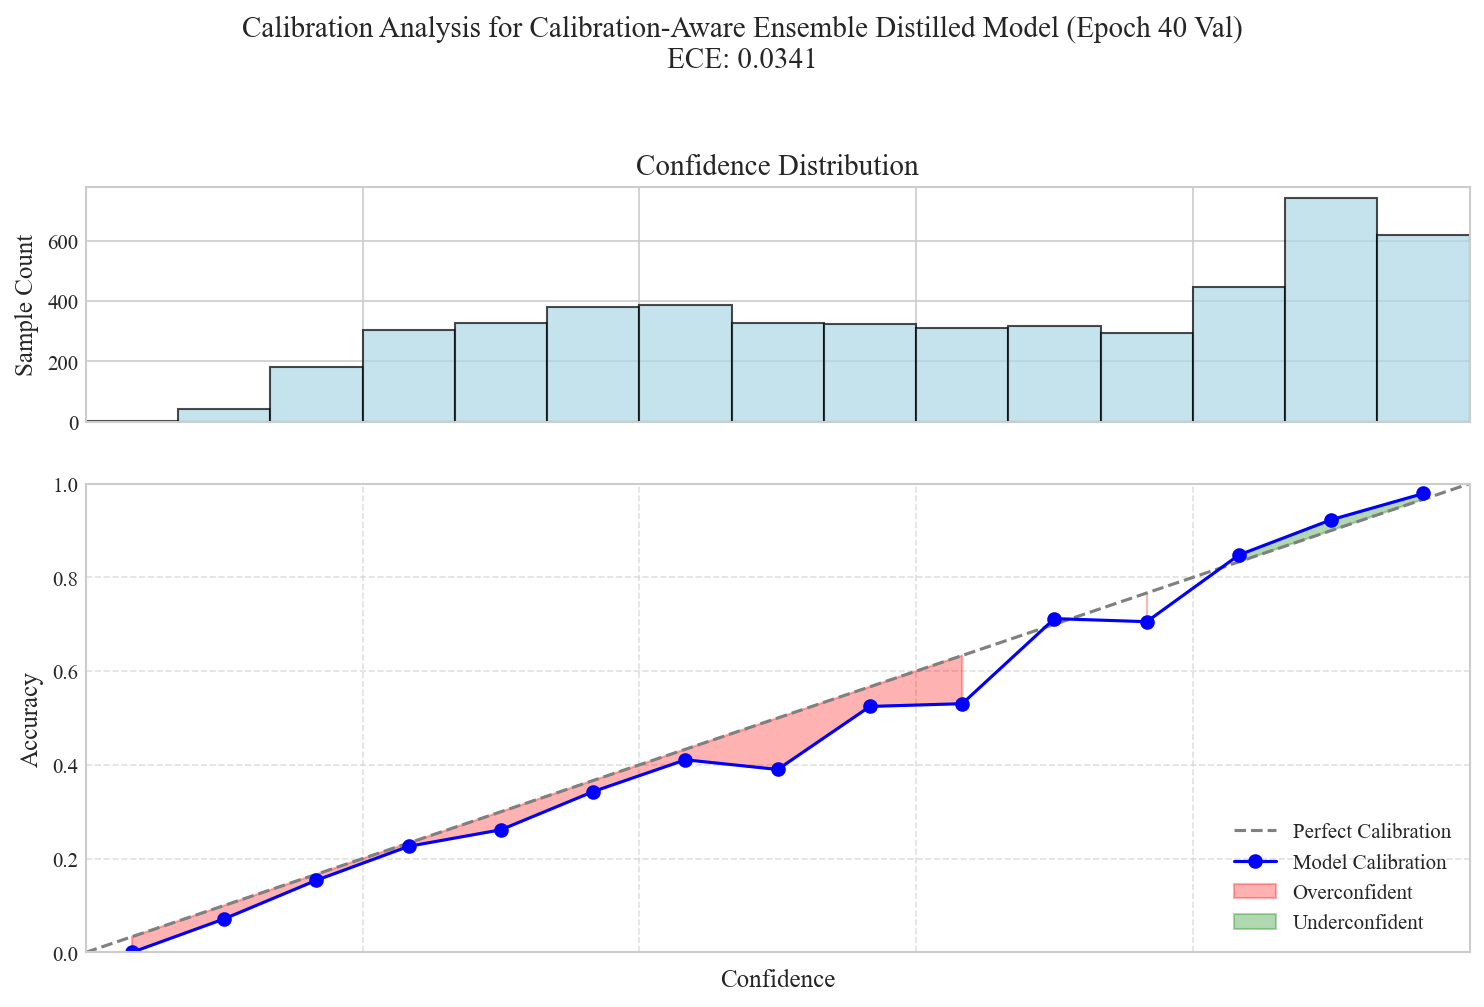 Calibration Analysis for Calibration-Aware Ensemble Distilled Model (Epoch 40 Val)
ECE: 0.0341
Confidence Distribution
Sample Count
600
400
200
0
Accuracy
1.0
0.8
0.6
0.4
0.2
0.0
Perfect Calibration
Model Calibration
Overconfident
Underconfident
Confidence